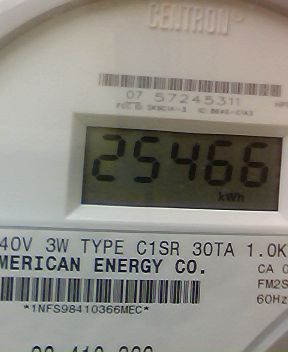 CENTRON®
07 57245311
25466
kWh
40V 3W TYPE C1SR 30TA 1.0K
MERICAN ENERGY CO.
CA 0
FM2S
60Hz
*1NFS98410366MEC*